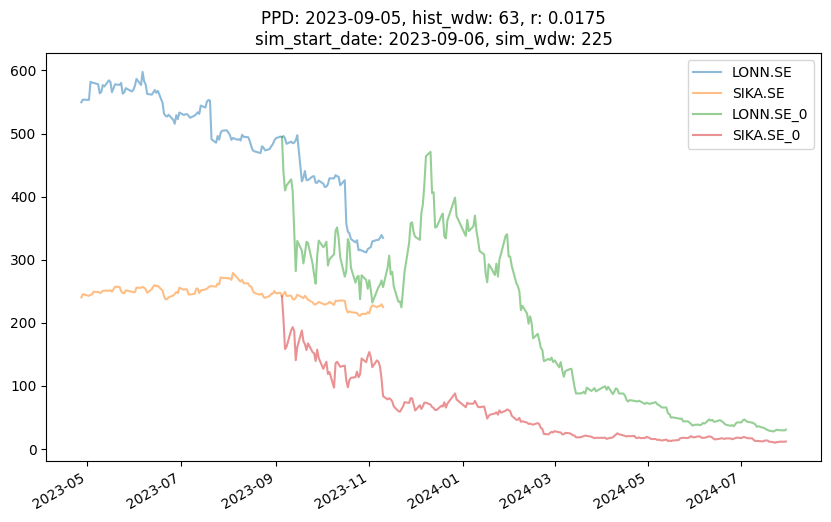 PPD: 2023-09-05, hist_wdw: 63, r: 0.0175
sim_start_date: 2023-09-06, sim_wdw: 225
LONN.SE
SIKA.SE
LONN.SE_0
SIKA.SE_0
600
500
400
300
200
100
0
2023-05
2023-07
2023-09
2023-11
2024-01
2024-03
2024-05
2024-07